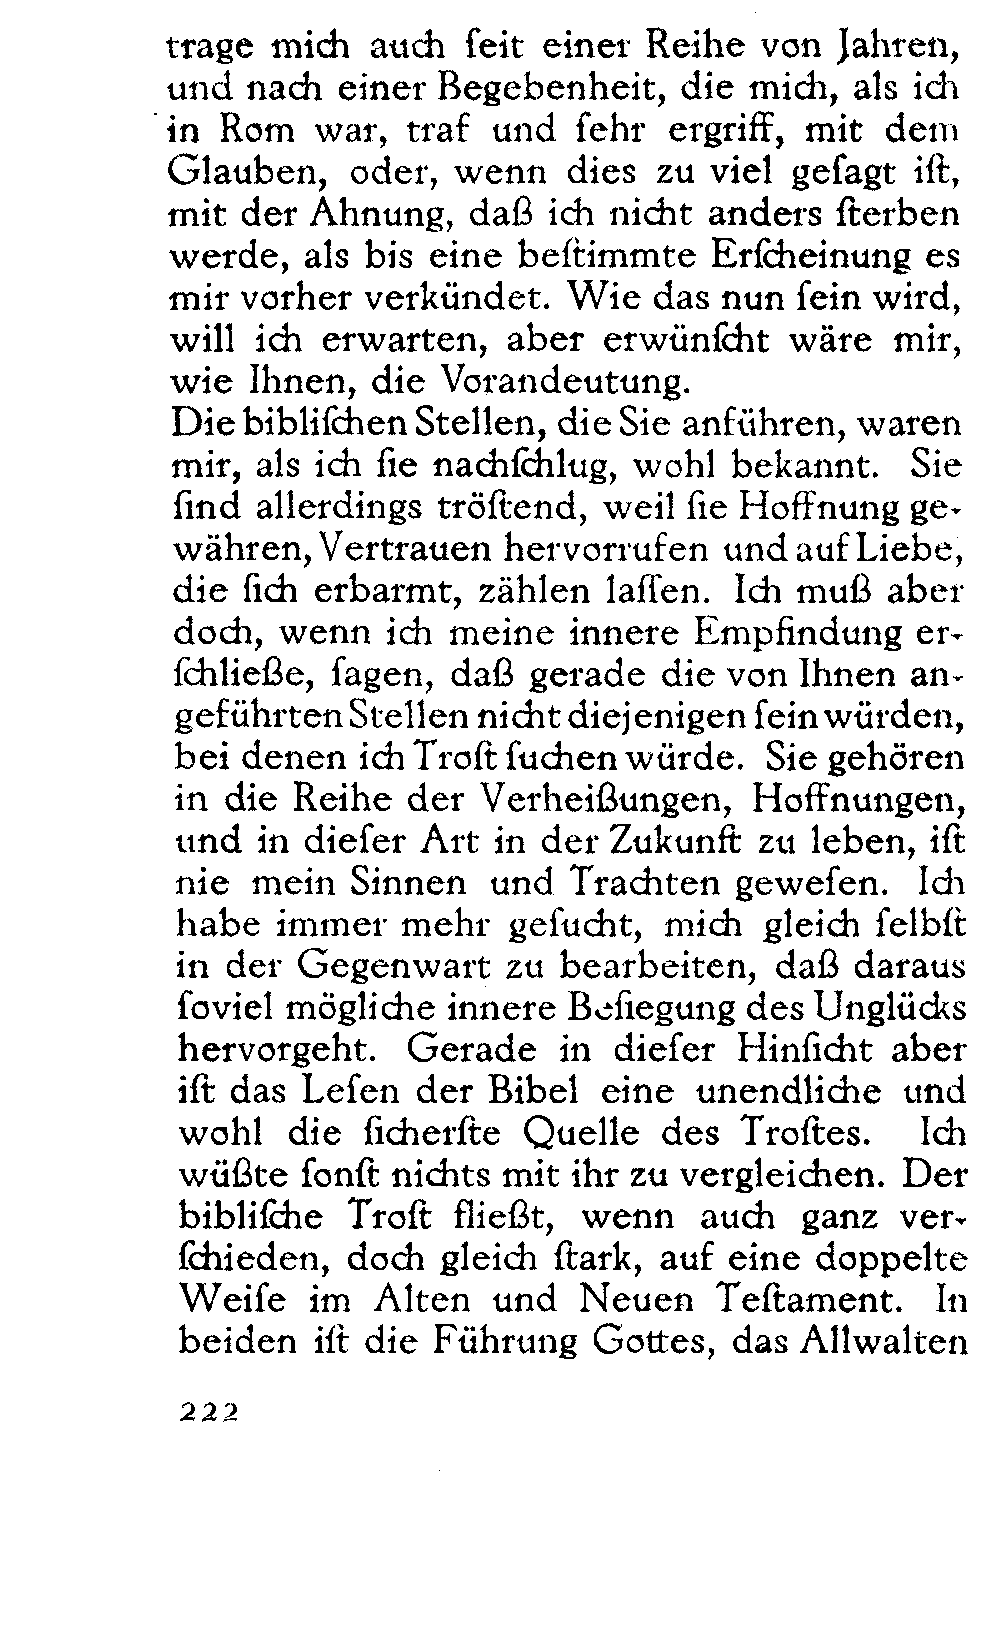 trage mich auch ſeit einer Reihe von Jahren,
und nach einer Begebenheit, die mich, als ich
in Rom war, traf und ſehr ergriff, mit dem
Glauben, oder, wenn dies zu viel geſagt iſt,
mit der Ahnung, daß ich nicht anders ſterben
werde, als bis eine beſtimmte Erſcheinung es
mir vorher verkündet. Wie das nun ſein wird,
will ich erwarten, aber erwünſcht wäre mir,
wie Ihnen, die Vorandeutung.
Die bibliſchen Stellen, die Sie anführen, waren
mir, als ich ſie nachſchlug, wohl bekannt. Sie
ſind allerdings tröſtend, weil ſie Hoffnung ge-
währen, Vertrauen hervorrufen und auf Liebe,
die ſich erbarmt, zählen laſſen. Ich muß aber
doch, wenn ich meine innere Empfindung er-
ſchließe, ſagen, daß gerade die von Ihnen an-
geführten Stellen nicht diejenigen ſein würden,
bei denen ich Troſt ſuchen würde. Sie gehören
in die Reihe der Verheißungen, Hoffnungen,
und in dieſer Art in der Zukunft zu leben, iſt
nie mein Sinnen und Trachten geweſen. Ich
habe immer mehr geſucht, mich gleich ſelbſt
in der Gegenwart zu bearbeiten, daß daraus
ſoviel mögliche innere Beſiegung des Unglücks
hervorgeht. Gerade in dieſer Hinſicht aber
iſt das Leſen der Bibel eine unendliche und
wohl die ſicherſte Quelle des Troſtes. Ich
wüßte ſonſt nichts mit ihr zu vergleichen. Der
bibliſche Troſt fließt, wenn auch ganz ver-
ſchieden, doch gleich ſtark, auf eine doppelte
Weiſe im Alten und Neuen Teſtament. In
beiden iſt die Führung Gottes, das Allwalten
222